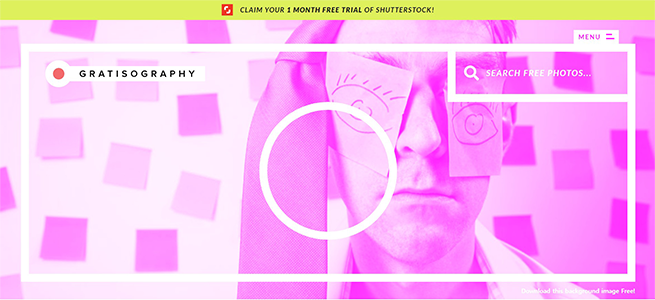 CLAIM YOUR 1 MONTH FREE TRIAL OF SHUTTERSTOCK!
MENU
GRATISOGRAPHY
SEARCH FREE PHOTOS...
Download this background image Free!